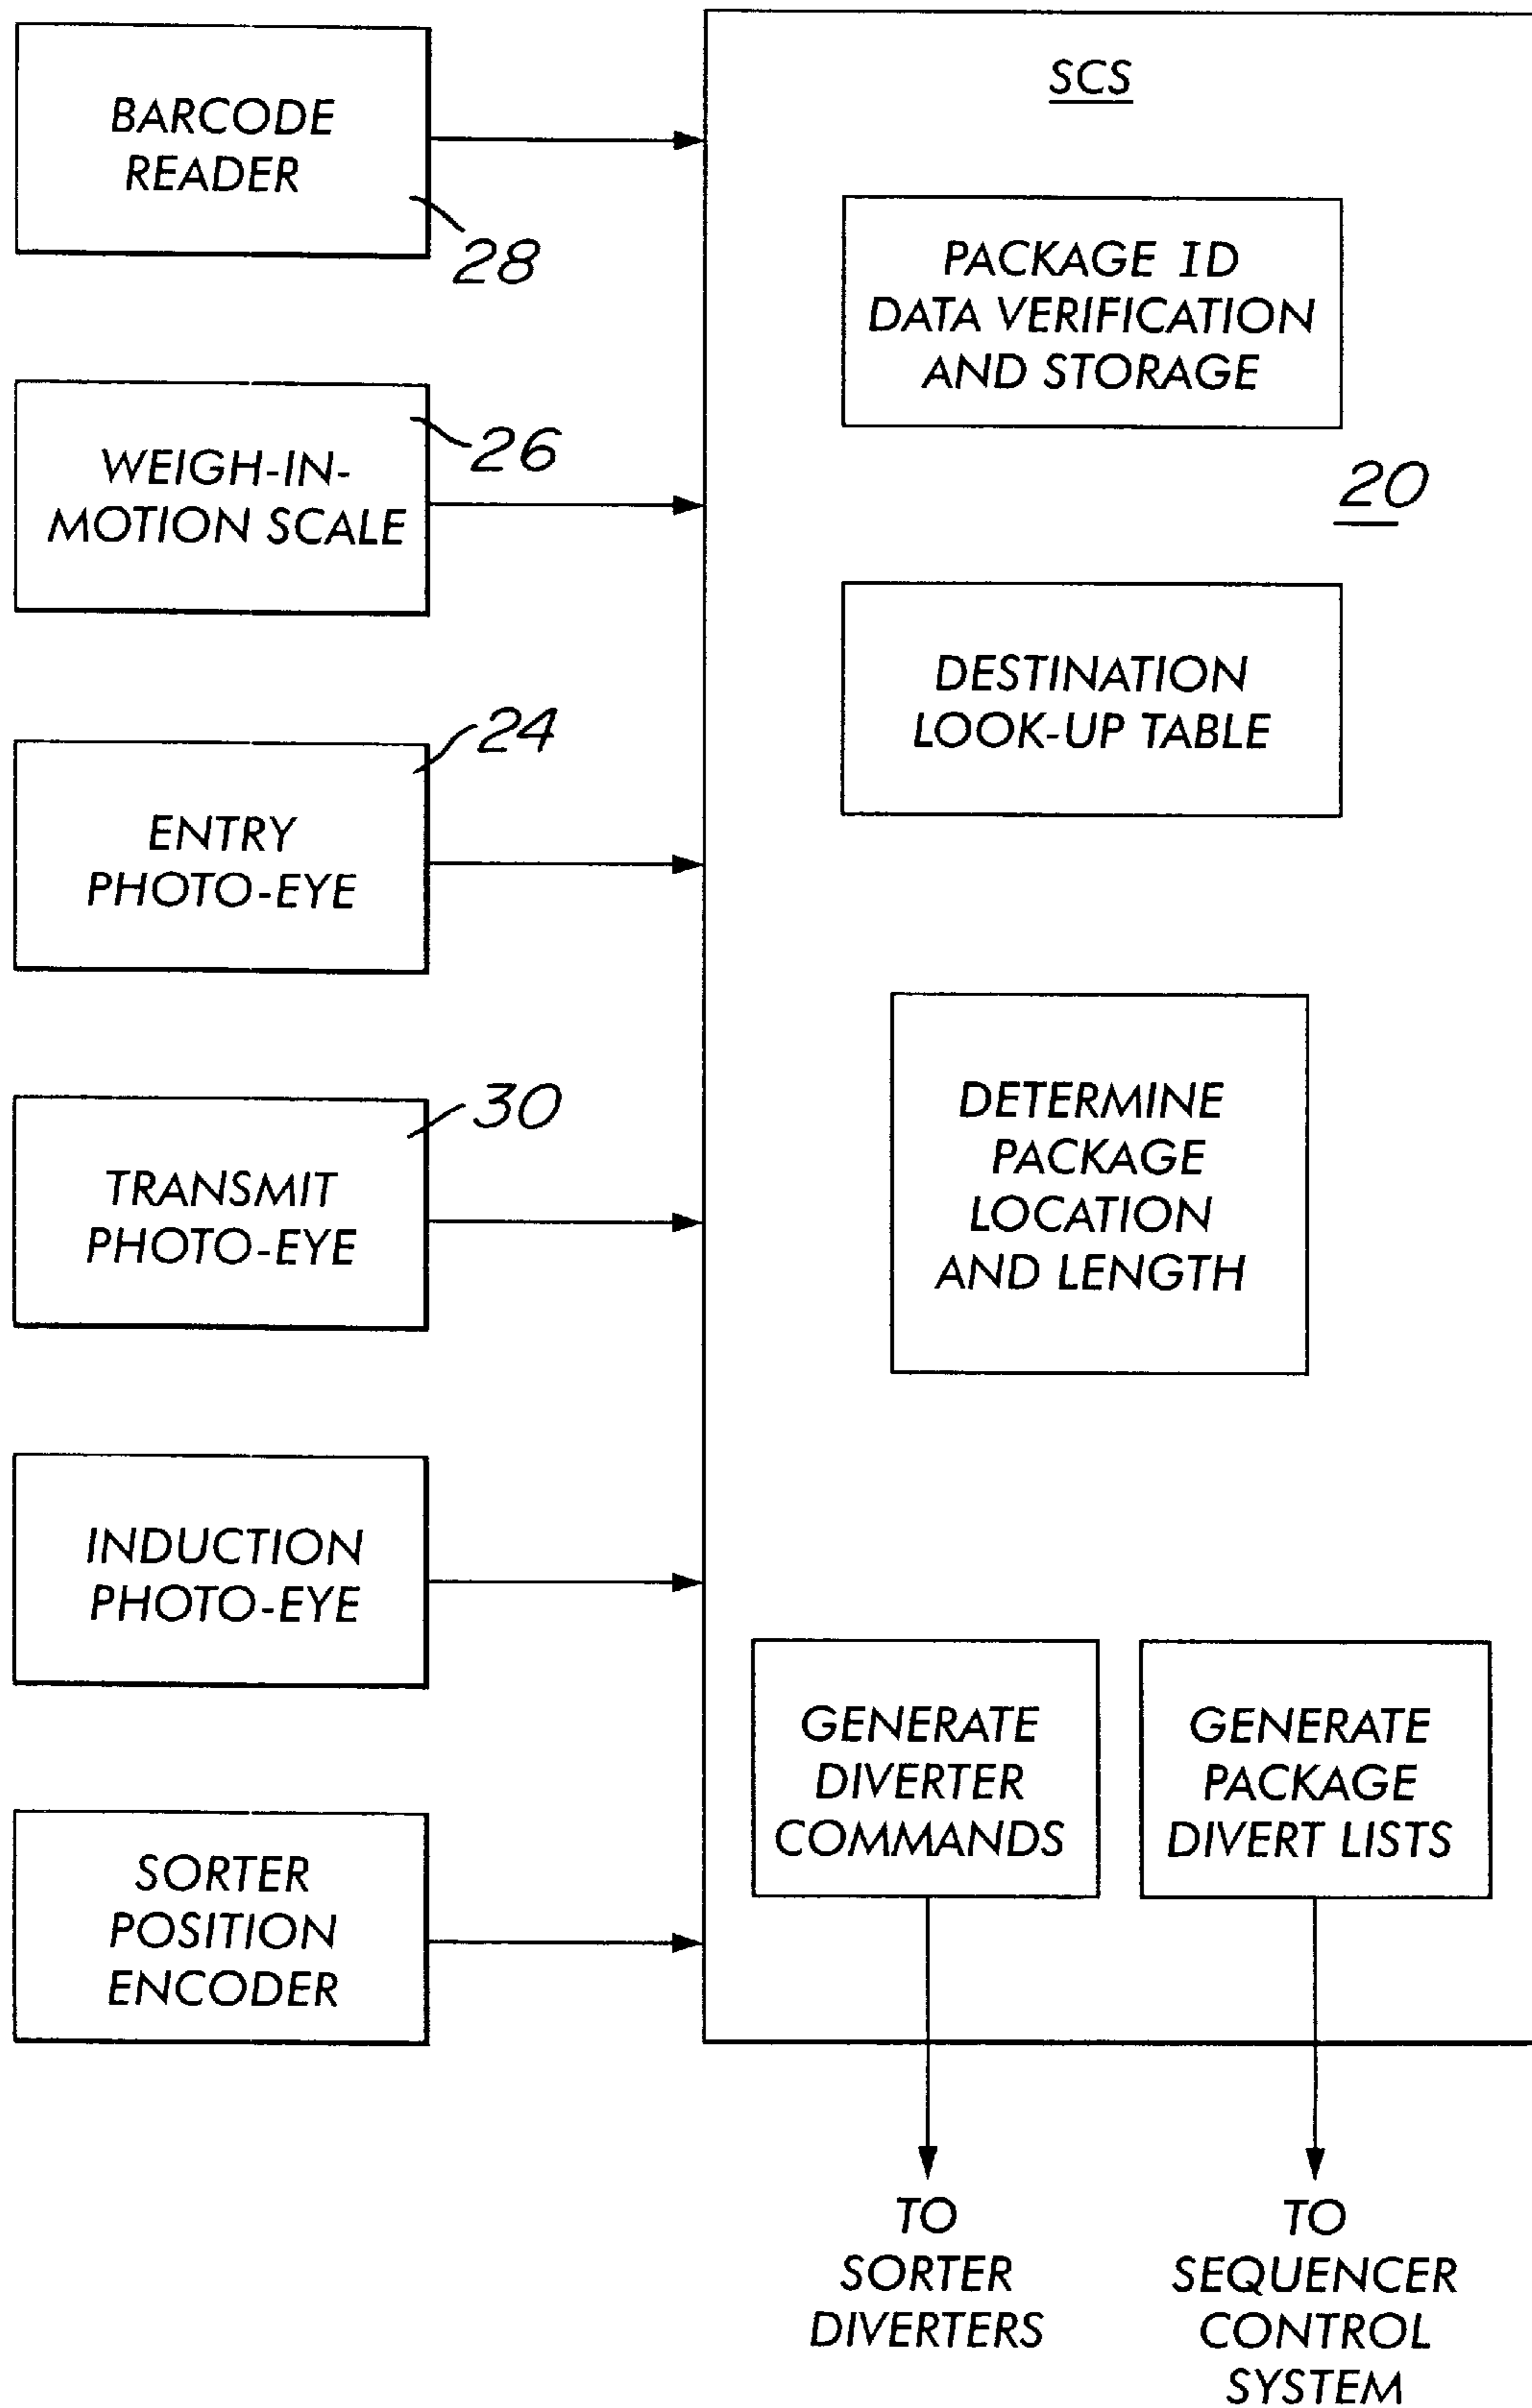 BARCODE
READER
28
WEIGH-IN-
MOTION SCALE
26
ENTRY
PHOTO-EYE
24
TRANSMIT
PHOTO-EYE
30
INDUCTION
PHOTO-EYE
SORTER
POSITION
ENCODER
SCS
PACKAGE ID
DATA VERIFICATION
AND STORAGE
20
DESTINATION
LOOK-UP TABLE
DETERMINE
PACKAGE
LOCATION
AND LENGTH
GENERATE
DIVERTER
COMMANDS
GENERATE
PACKAGE
DIVERT LISTS
TO
SORTER
DIVERTERS
TO
SEQUENCER
CONTROL
SYSTEM